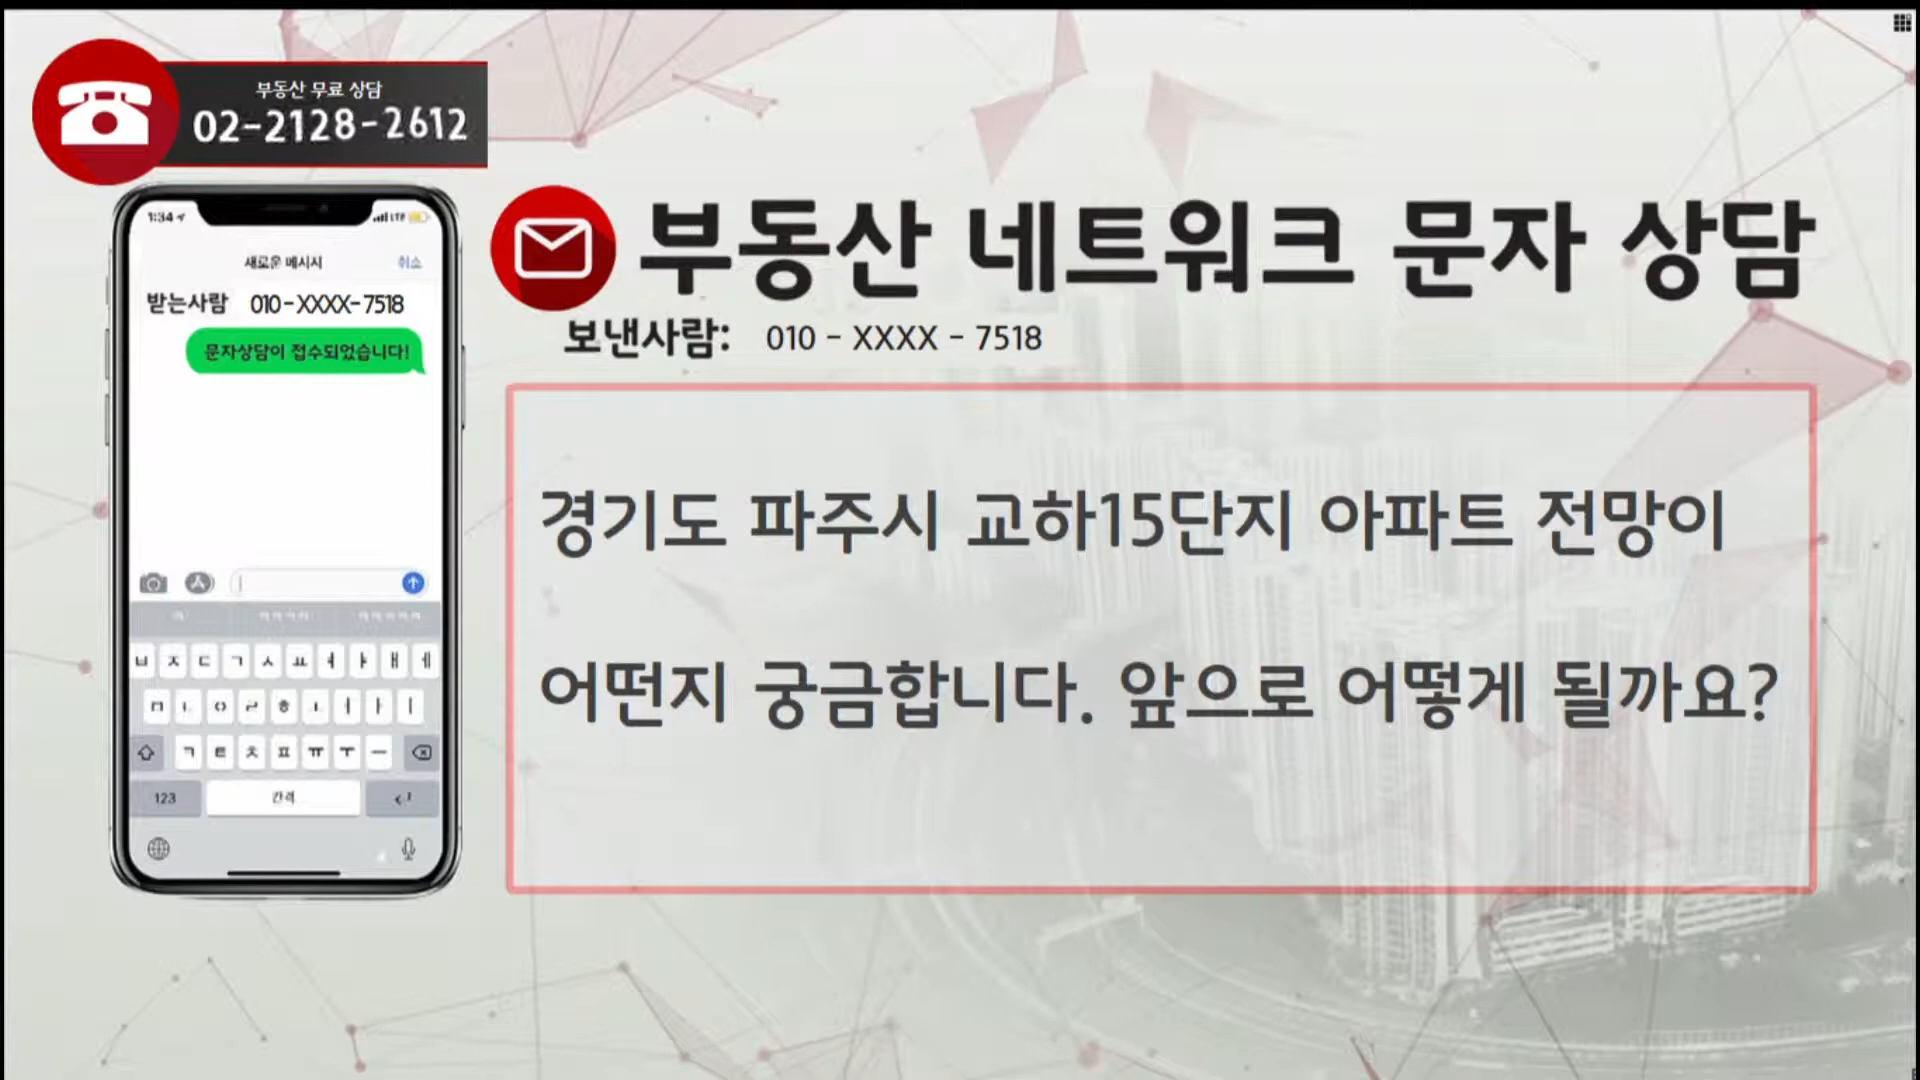 부동산 무료 상담
02-2128-2612
1:34
LTE
새로운 메시지
취소
받는사람 010-XXXX-7518
문자상담이 접수되었습니다!
부동산 네트워크 문자 상담
보낸사람: 010 - XXXX - 7518
경기도 파주시 교하15단지 아파트 전망이
어떤지 궁금합니다. 앞으로 어떻게 될까요?
ㅂ ㅈ ㄷ ㄱ ㅅ ㅛ ㅕ ㅑ ㅐ ㅔ
ㅁ ㄴ ㅇ ㄹ ㅎ ㅗ ㅓ ㅏ ㅣ
ㅋ ㅌ ㅊ ㅍ ㅠ ㅜ ㅡ
123
간격